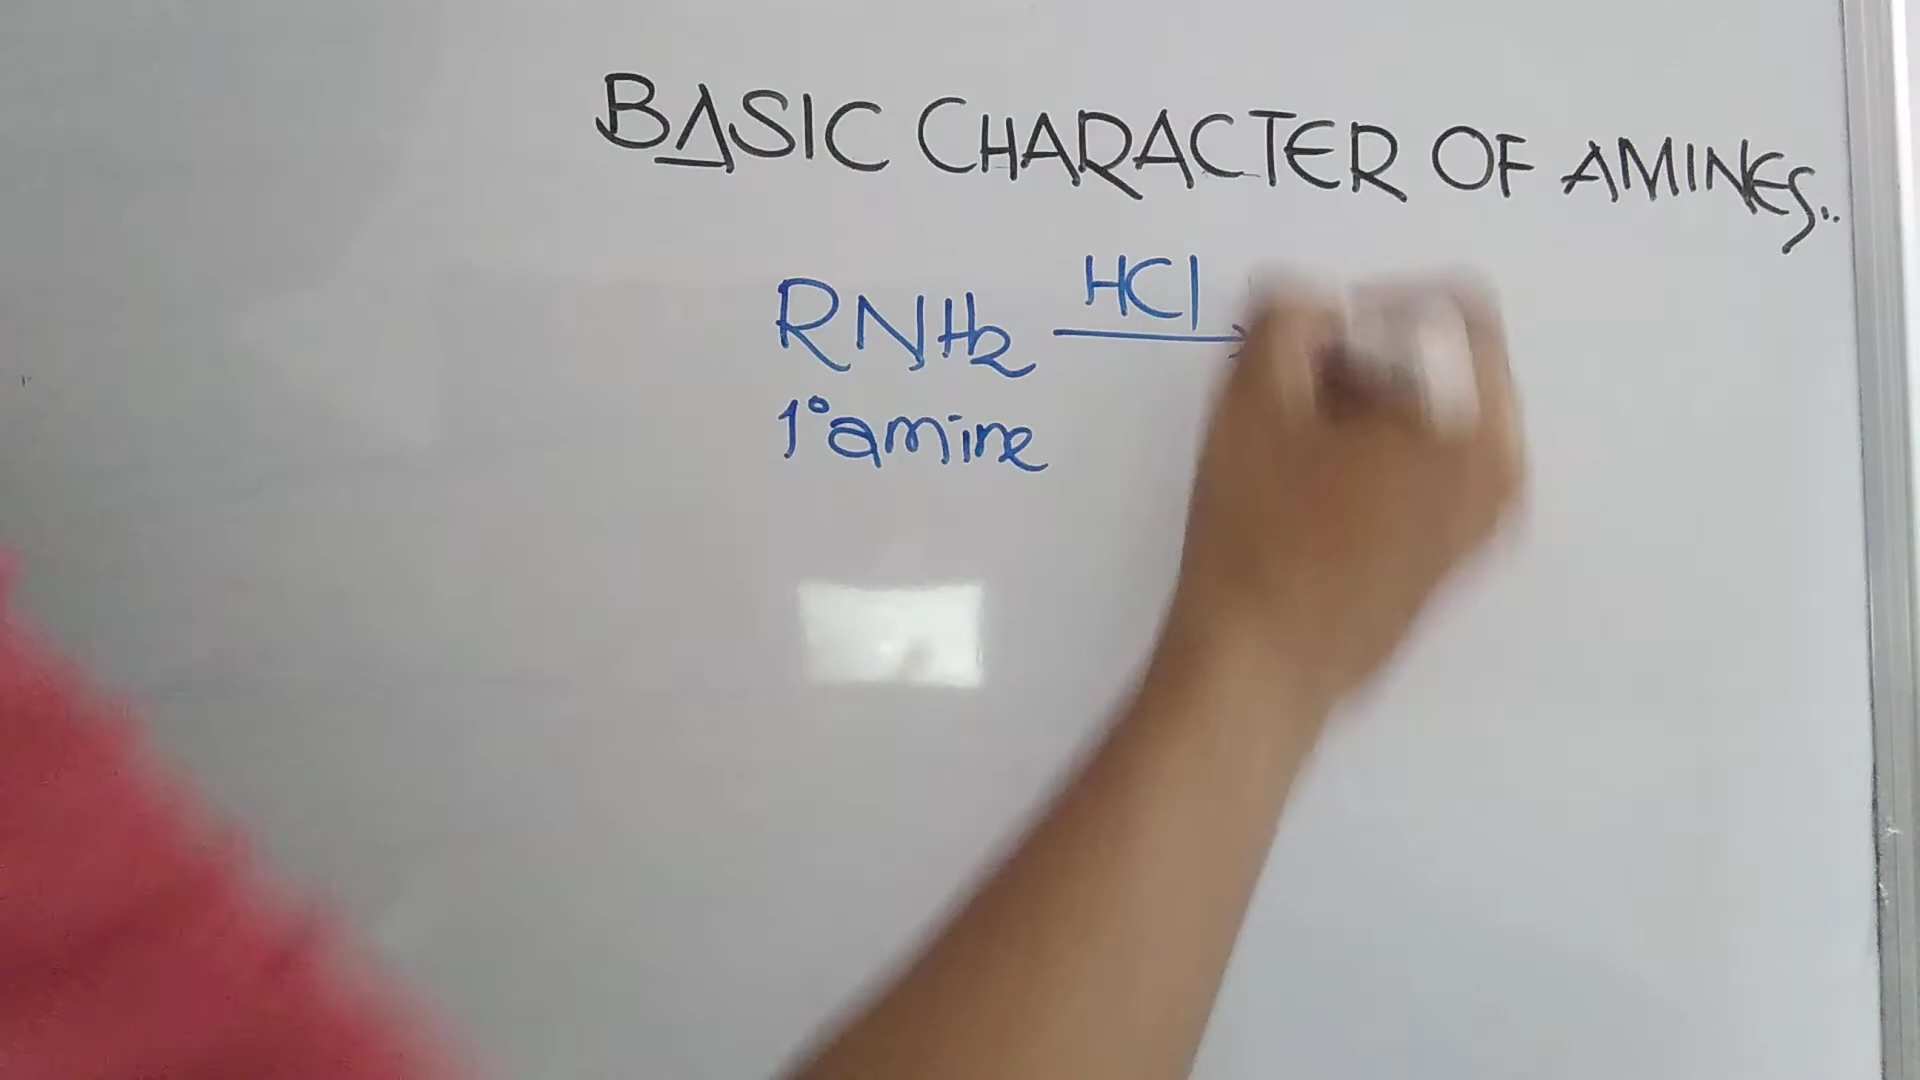 BASIC CHARACTER OF AMINES..
RNH2 HCl →
1° amine